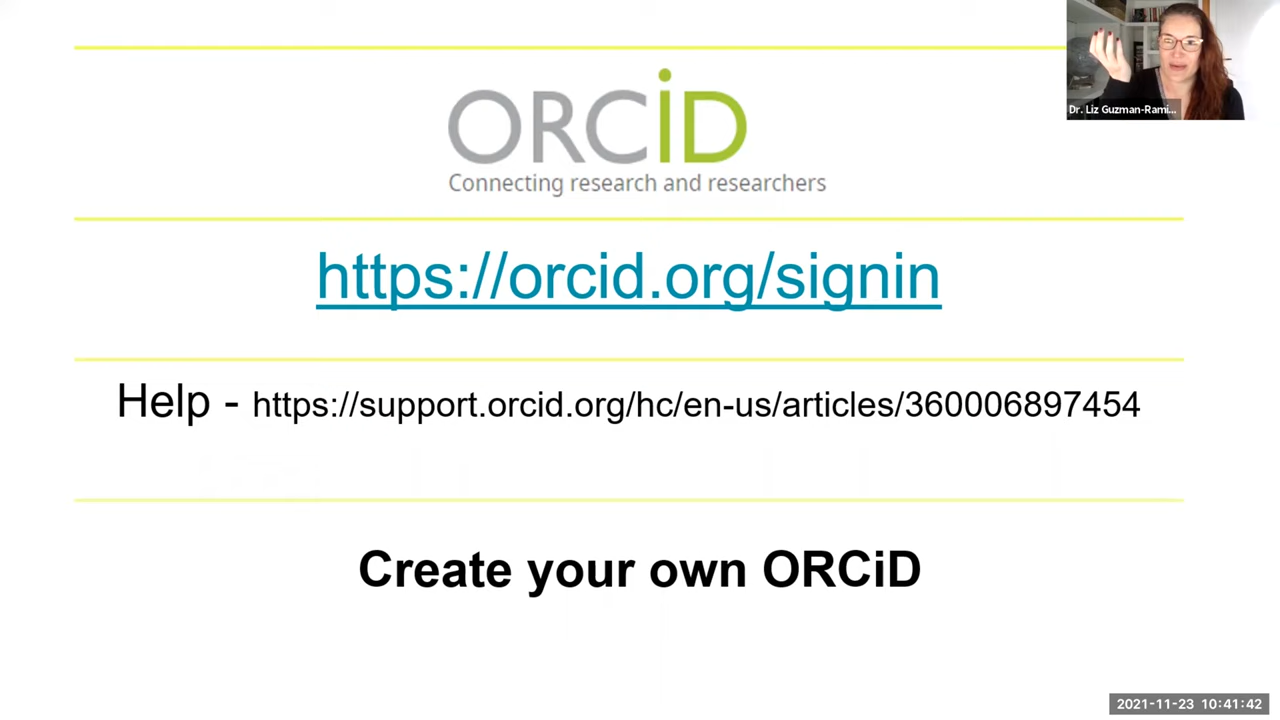 Dr. Liz Guzman-Rami...
ORCiD
Connecting research and researchers
https://orcid.org/signin
Help - https://support.orcid.org/hc/en-us/articles/360006897454
Create your own ORCiD
2021-11-23 10:41:42